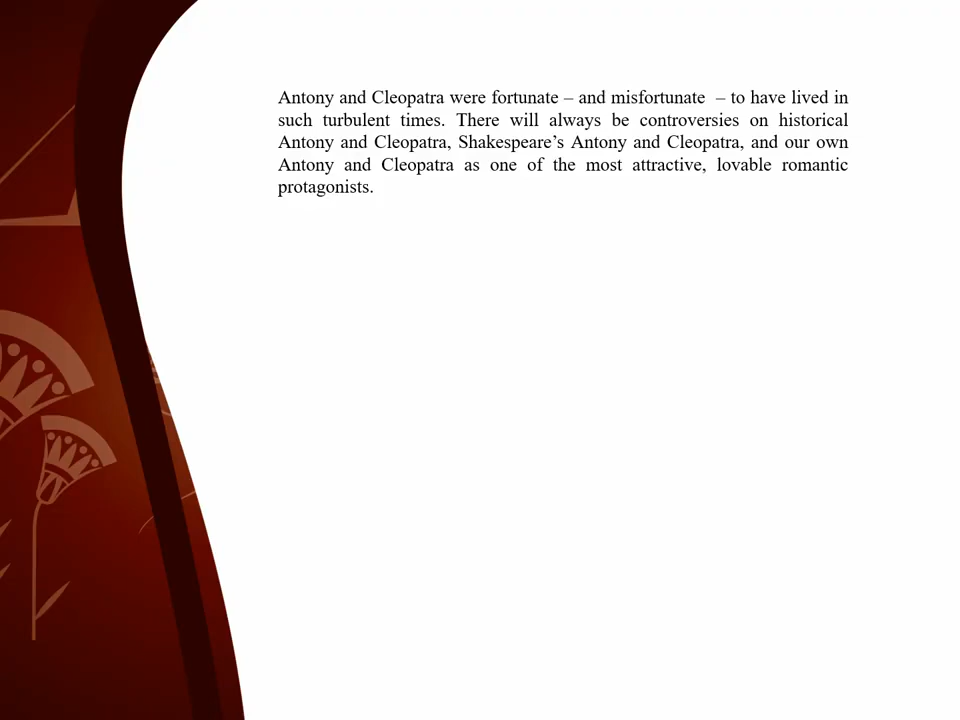 Antony and Cleopatra were fortunate – and misfortunate  – to have lived in
such turbulent times. There will always be controversies on historical
Antony and Cleopatra, Shakespeare’s Antony and Cleopatra, and our own
Antony and Cleopatra as one of the most attractive, lovable romantic
protagonists.